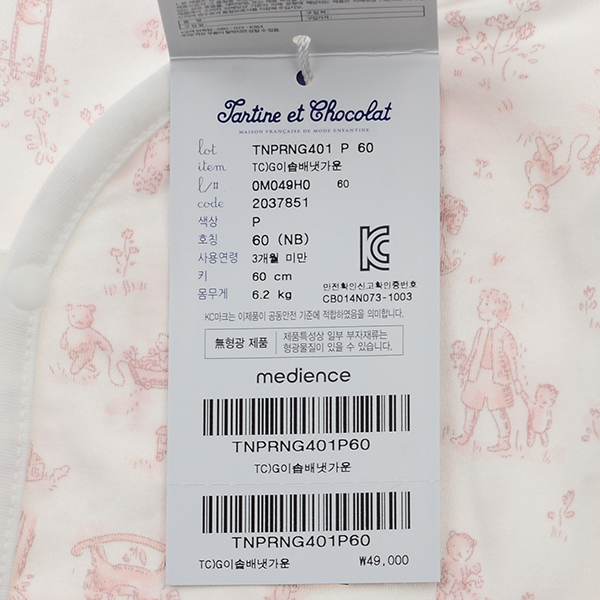 Tartine et Chocolat
MAISON FRANÇAISE DE MODE ENFANTINE
lot TNPRNG401 P 60
item TC)G이솝배냇가운
l/# 0M049H0 60
code 2037851
색상 P
호칭 60 (NB)
사용연령 3개월 미만
키 60 cm
몸무게 6.2 kg
안전확인신고확인증번호
CB014N073-1003
KC마크는 이제품이 공동안전 기준에 적합하였음을 의미합니다.
無형광 제품
제품특성상 일부 부자재류는
형광물질이 있을 수 있습니다.
medience
TNPRNG401P60
TC)G이솝배냇가운
TNPRNG401P60
TC)G이솝배냇가운 ₩49,000